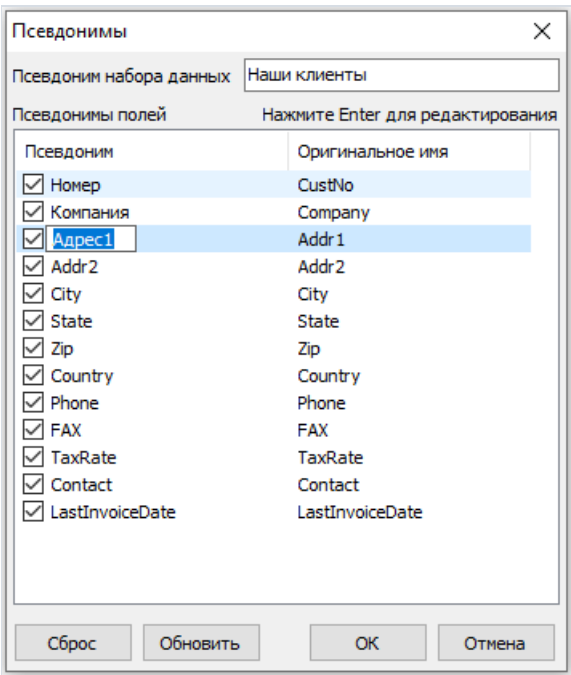 Псевдонимы
Псевдоним набора данных Наши клиенты
Псевдонимы полей Нажмите Enter для редактирования
Псевдоним Оригинальное имя
Номер CustNo
Компания Company
Адрес1 Addr1
Addr2 Addr2
City City
State State
Zip Zip
Country Country
Phone Phone
FAX FAX
TaxRate TaxRate
Contact Contact
LastInvoiceDate LastInvoiceDate
Сброс Обновить ОК Отмена